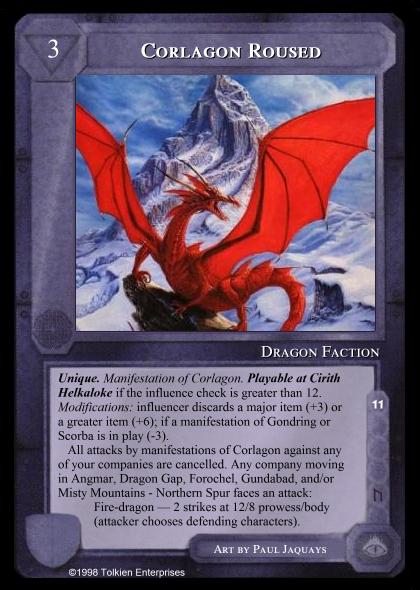 3
CORLAGON ROUSED
DRAGON FACTION
Unique. Manifestation of Corlagon. Playable at Cirith
Helkaloke if the influence check is greater than 12.
Modifications: influencer discards a major item (+3) or
a greater item (+6); if a manifestation of Gondring or
Scorba is in play (-3).
All attacks by manifestations of Corlagon against any
of your companies are cancelled. Any company moving
in Angmar, Dragon Gap, Forochel, Gundabad, and/or
Misty Mountains - Northern Spur faces an attack:
Fire-dragon — 2 strikes at 12/8 prowess/body
(attacker chooses defending characters).
11
ART BY PAUL JAQUAYS
©1998 Tolkien Enterprises